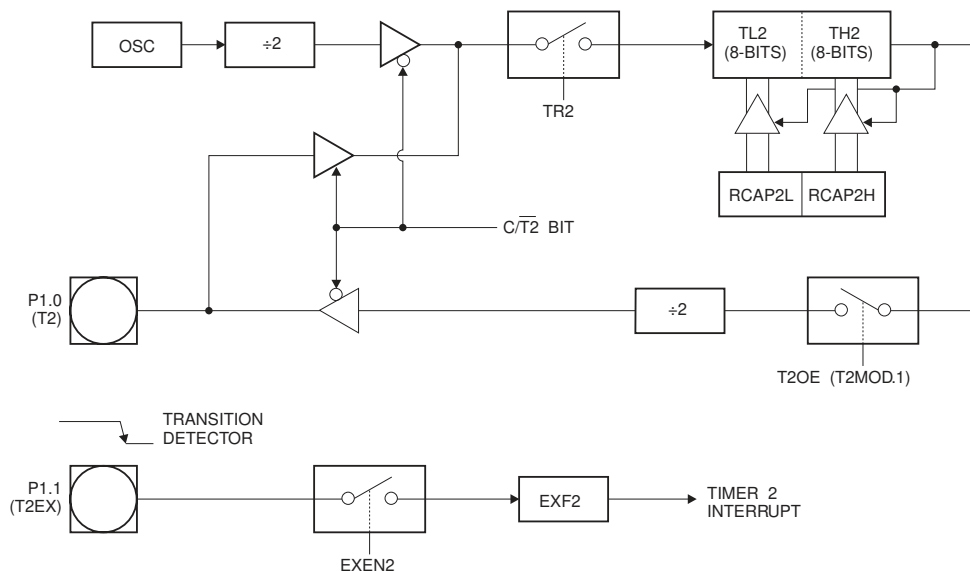 OSC
÷2
TR2
TL2
(8-BITS)
TH2
(8-BITS)
RCAP2L
RCAP2H
C/T2 BIT
P1.0
(T2)
÷2
T2OE (T2MOD.1)
TRANSITION
DETECTOR
P1.1
(T2EX)
EXEN2
EXF2
TIMER 2
INTERRUPT